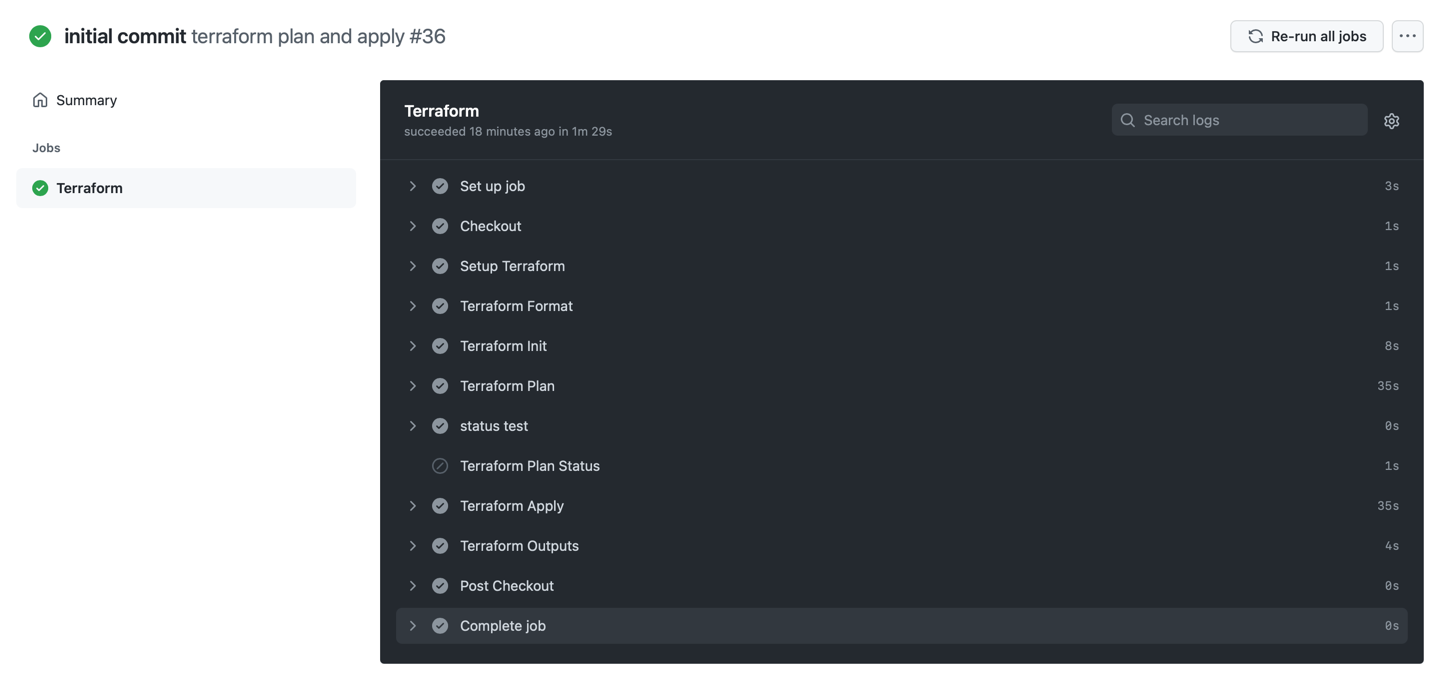 initial commit terraform plan and apply #36
Re-run all jobs
Summary
Jobs
Terraform
Terraform
succeeded 18 minutes ago in 1m 29s
Search logs
Set up job 3s
Checkout 1s
Setup Terraform 1s
Terraform Format 1s
Terraform Init 8s
Terraform Plan 35s
status test 0s
Terraform Plan Status 1s
Terraform Apply 35s
Terraform Outputs 4s
Post Checkout 0s
Complete job 0s